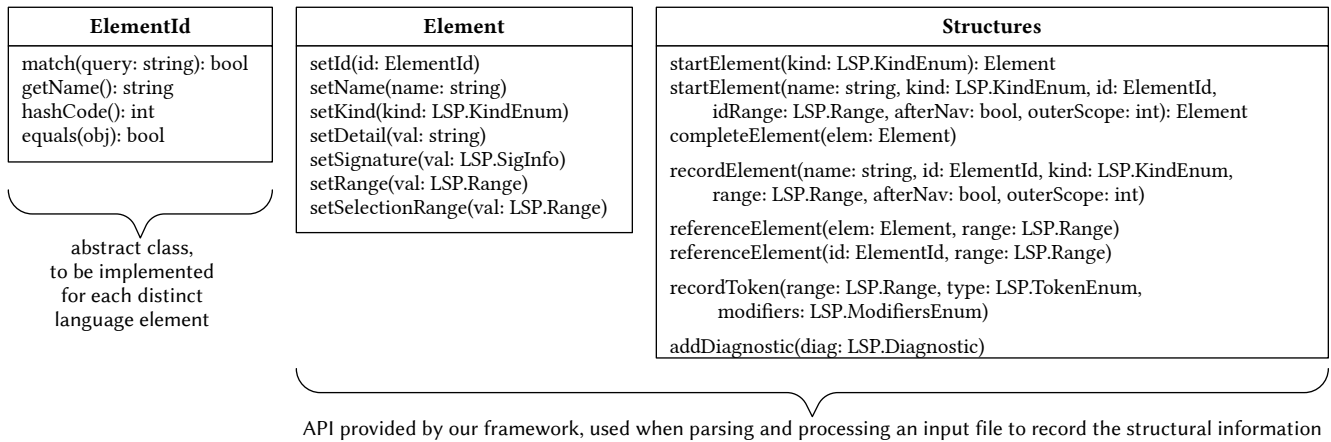 ElementId
match(query: string): bool
getName(): string
hashCode(): int
equals(obj): bool
abstract class,
to be implemented
for each distinct
language element
Element
setId(id: ElementId)
setName(name: string)
setKind(kind: LSP.KindEnum)
setDetail(val: string)
setSignature(val: LSP.SigInfo)
setRange(val: LSP.Range)
setSelectionRange(val: LSP.Range)
Structures
startElement(kind: LSP.KindEnum): Element
startElement(name: string, kind: LSP.KindEnum, id: ElementId,
idRange: LSP.Range, afterNav: bool, outerScope: int): Element
completeElement(elem: Element)
recordElement(name: string, id: ElementId, kind: LSP.KindEnum,
range: LSP.Range, afterNav: bool, outerScope: int)
referenceElement(elem: Element, range: LSP.Range)
referenceElement(id: ElementId, range: LSP.Range)
recordToken(range: LSP.Range, type: LSP.TokenEnum,
modifiers: LSP.ModifiersEnum)
addDiagnostic(diag: LSP.Diagnostic)
API provided by our framework, used when parsing and processing an input file to record the structural information